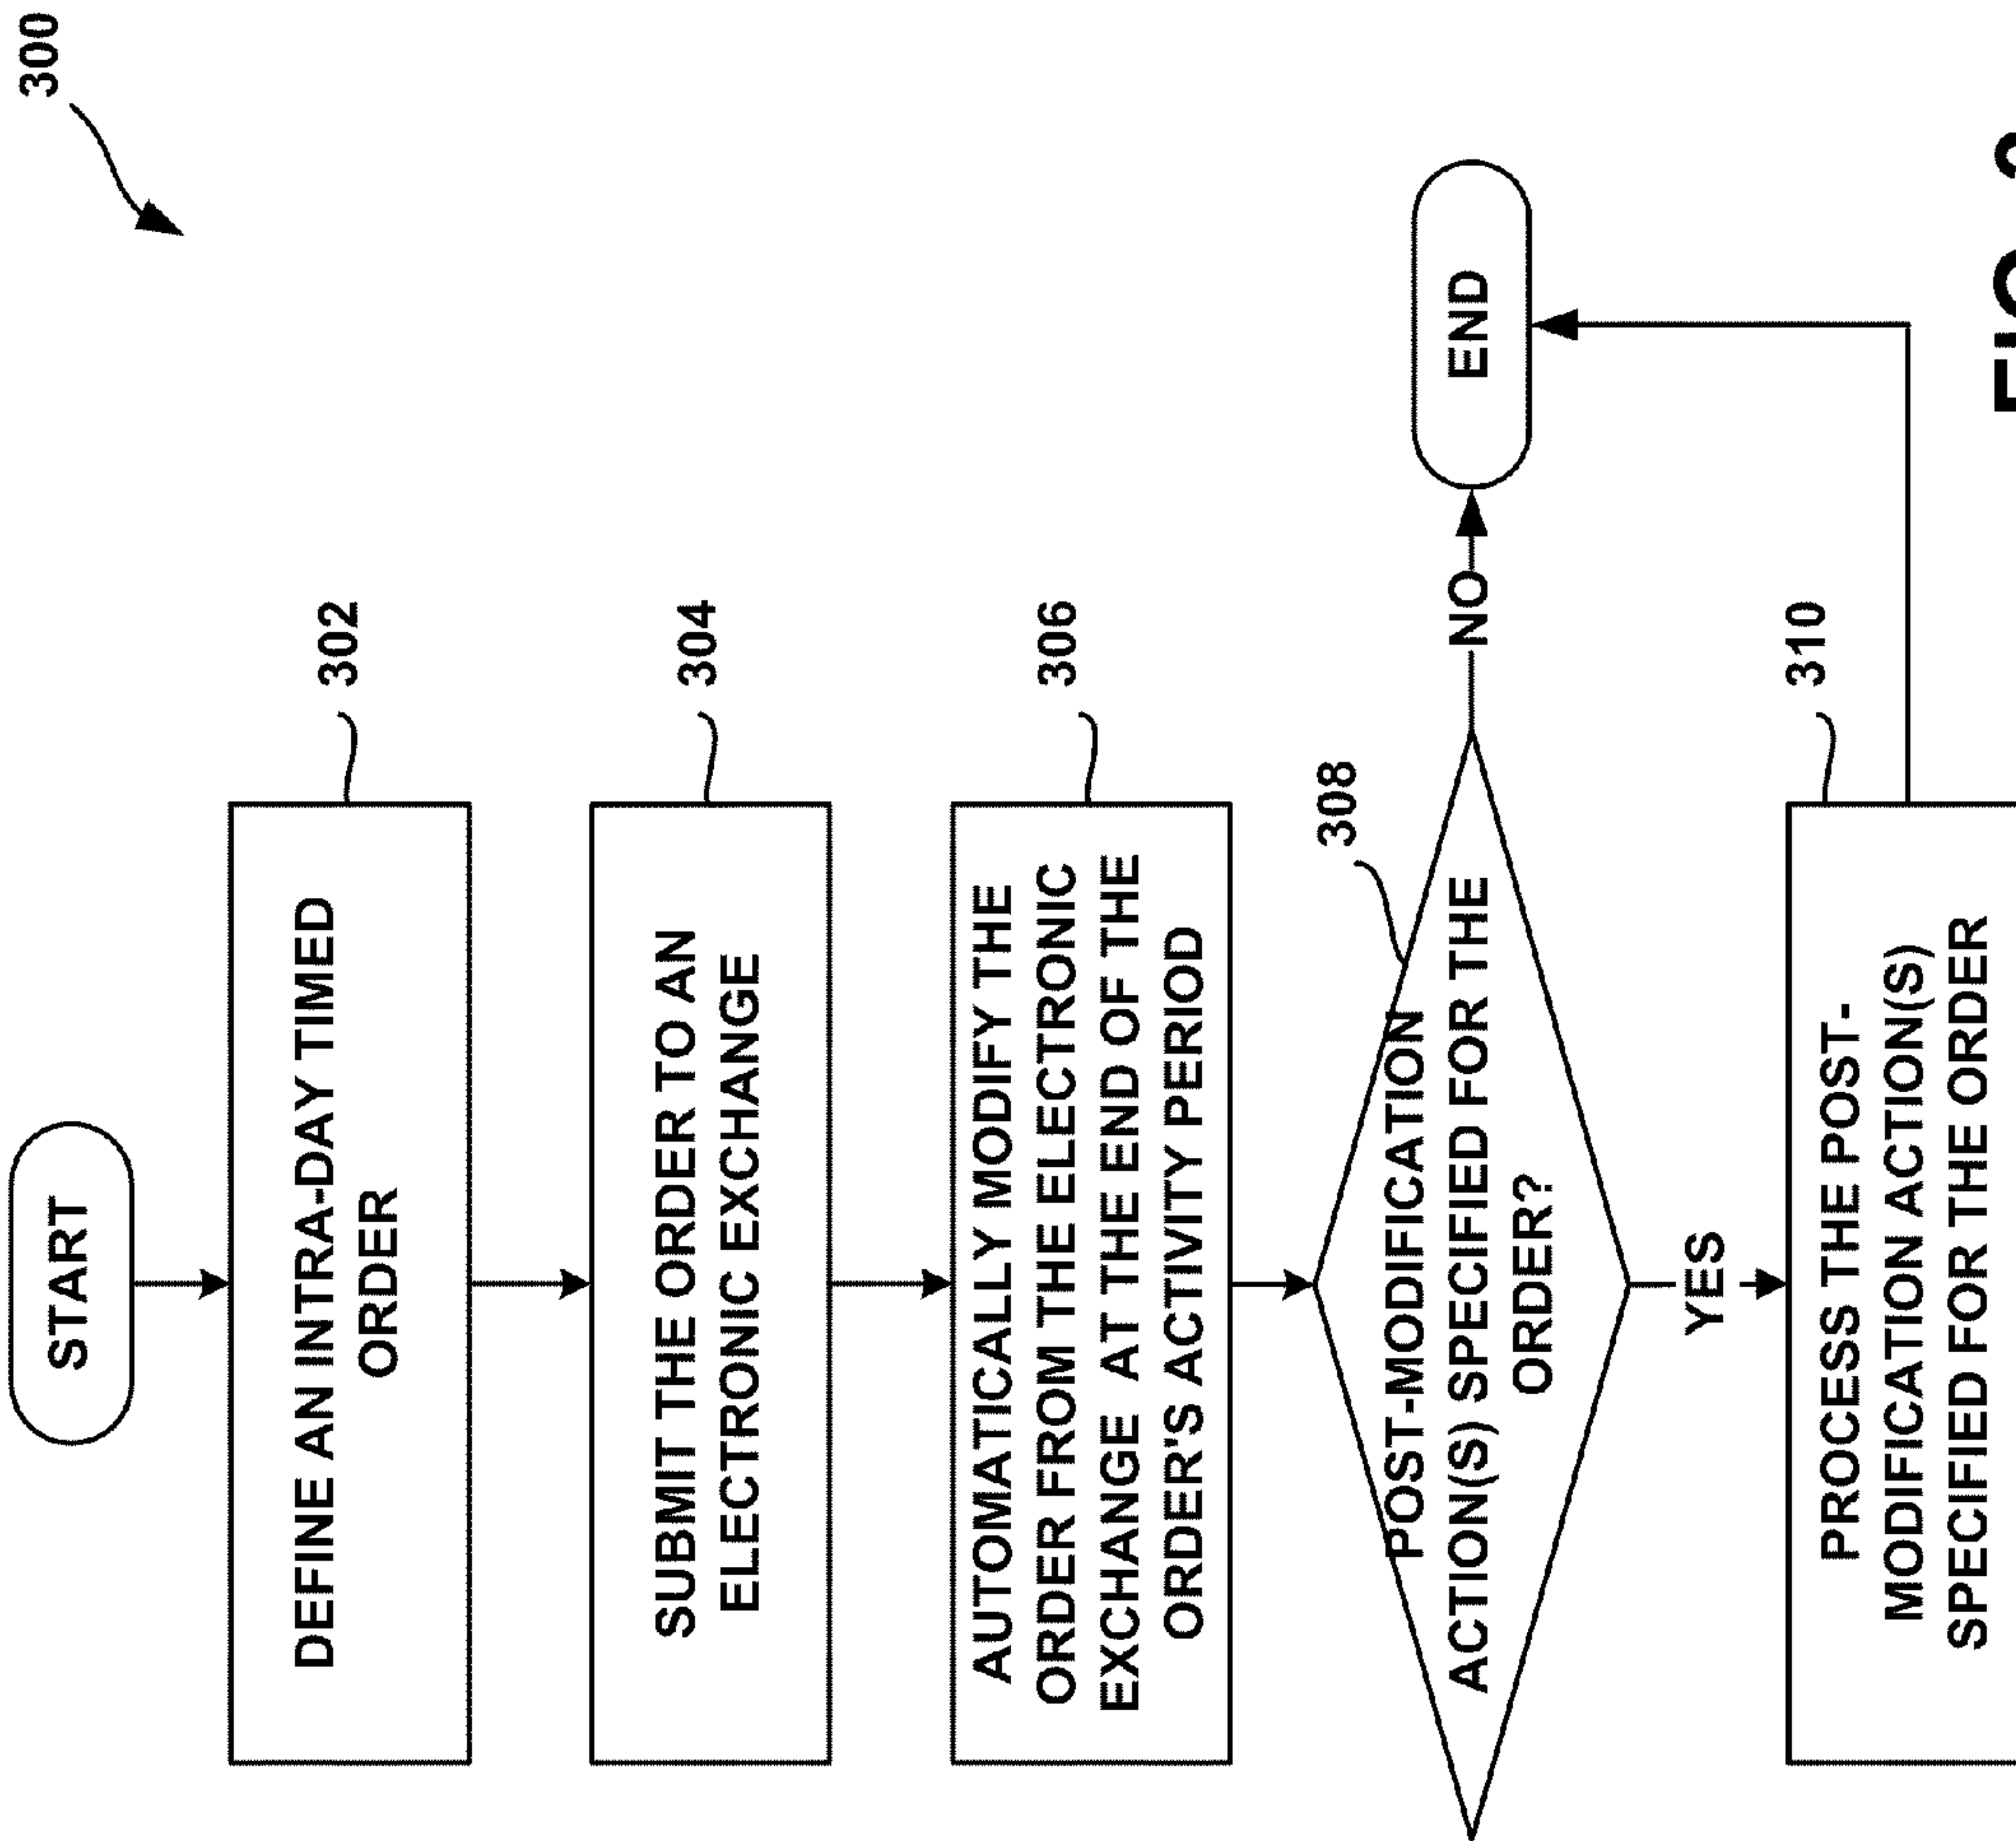 300
START
DEFINE AN INTRA-DAY TIMED
ORDER
302
SUBMIT THE ORDER TO AN
ELECTRONIC EXCHANGE
304
AUTOMATICALLY MODIFY THE
ORDER FROM THE ELECTRONIC
EXCHANGE AT THE END OF THE
ORDER'S ACTIVITY PERIOD
306
POST-MODIFICATION
ACTION(S) SPECIFIED FOR THE
ORDER?
308
NO
END
YES
PROCESS THE POST-
MODIFICATION ACTION(S)
SPECIFIED FOR THE ORDER
310